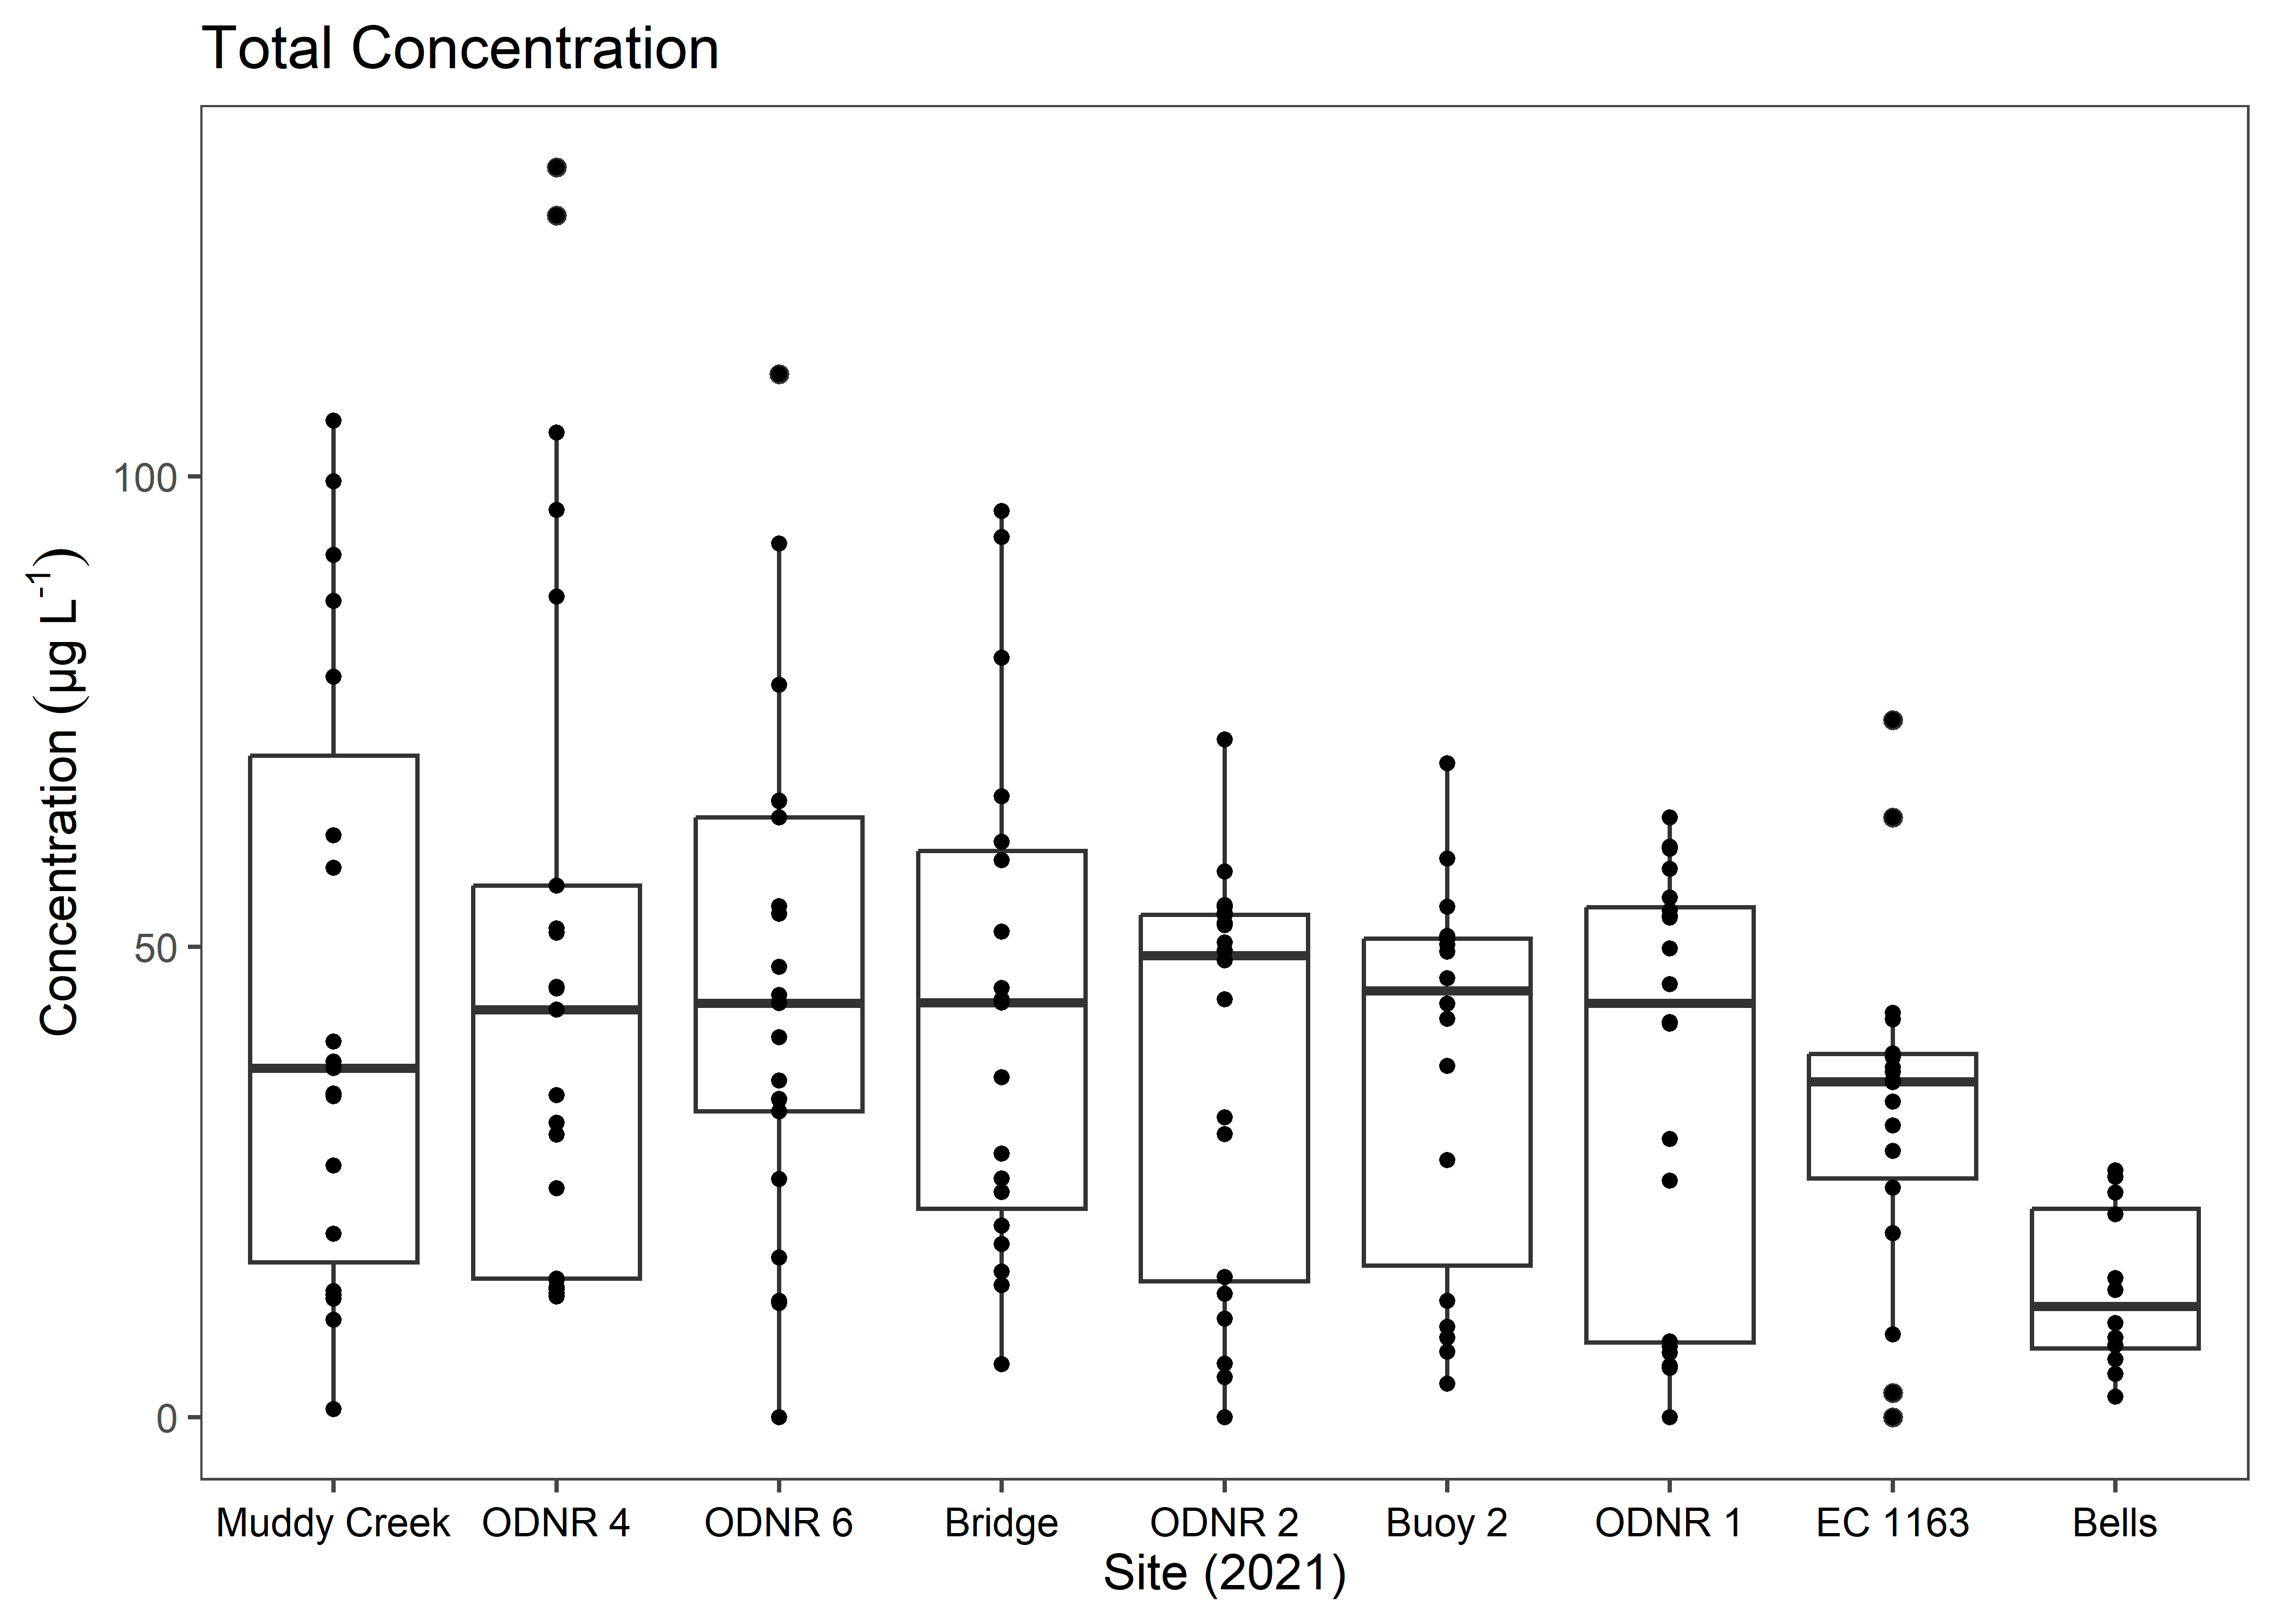 Total Concentration
Concentration (µg L⁻¹)
100
50
0
Muddy Creek ODNR 4 ODNR 6 Bridge ODNR 2 Buoy 2 ODNR 1 EC 1163 Bells
Site (2021)